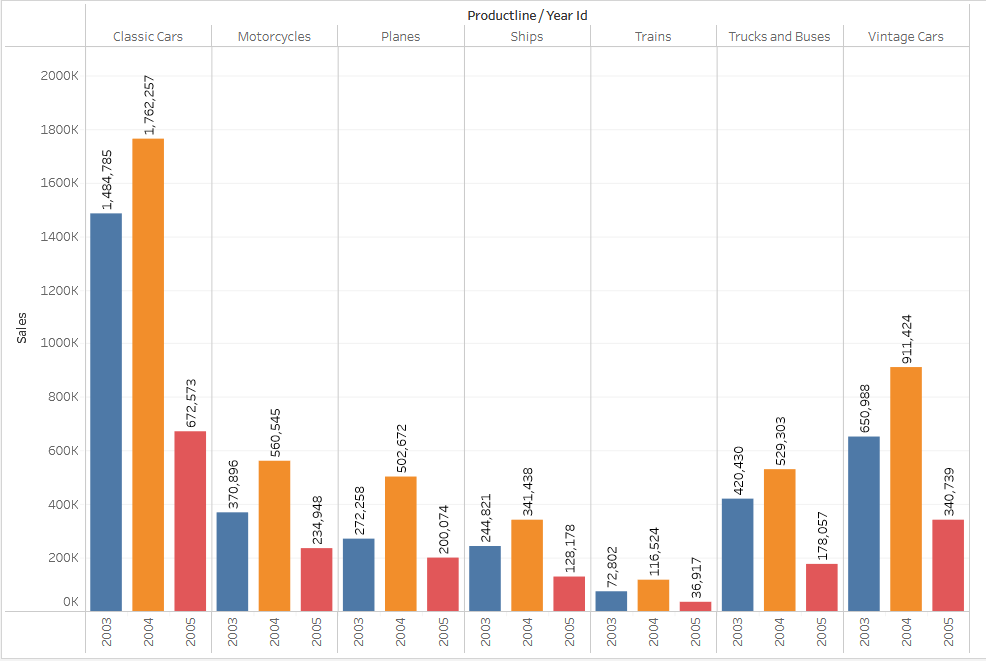 Productline / Year Id
Classic Cars Motorcycles Planes Ships Trains Trucks and Buses Vintage Cars
Sales
2000K
1800K
1600K
1400K
1200K
1000K
800K
600K
400K
200K
0K
1,484,785 1,762,257 672,573
370,896 560,545 234,948
272,258 502,672 200,074
244,821 341,438 128,178
72,802 116,524 36,917
420,430 529,303 178,057
650,988 911,424 340,739
2003 2004 2005 2003 2004 2005 2003 2004 2005 2003 2004 2005 2003 2004 2005 2003 2004 2005 2003 2004 2005